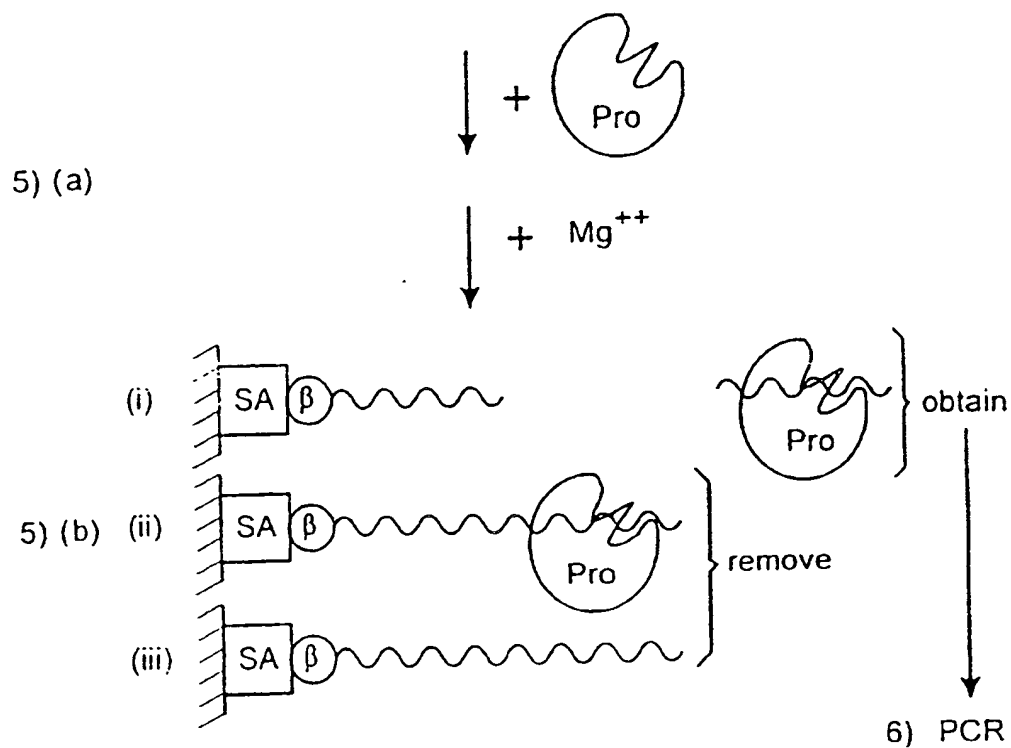 + Pro
5) (a)
+ Mg++
(i) SA β Pro obtain
5) (b) (ii) SA β Pro remove
(iii) SA β
6) PCR